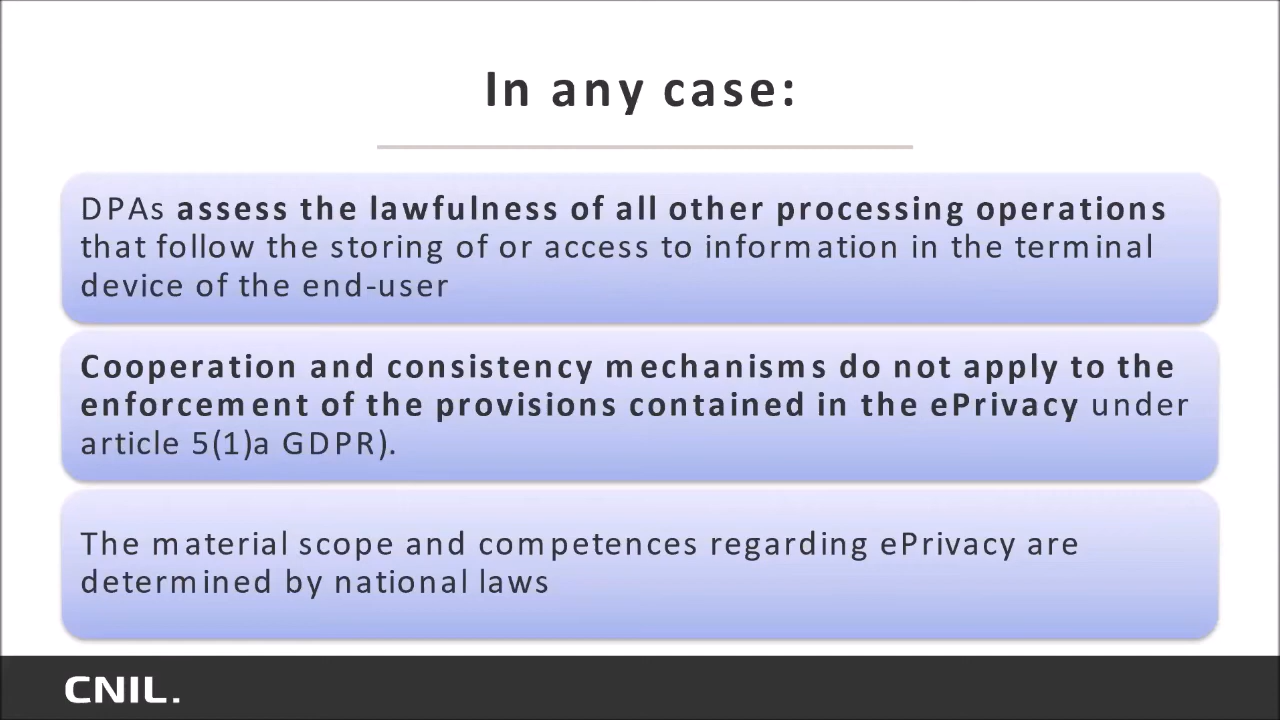 In any case:
DPAs assess the lawfulness of all other processing operations
that follow the storing of or access to information in the terminal
device of the end-user
Cooperation and consistency mechanisms do not apply to the
enforcement of the provisions contained in the ePrivacy under
article 5(1)a GDPR).
The material scope and competences regarding ePrivacy are
determined by national laws
CNIL.